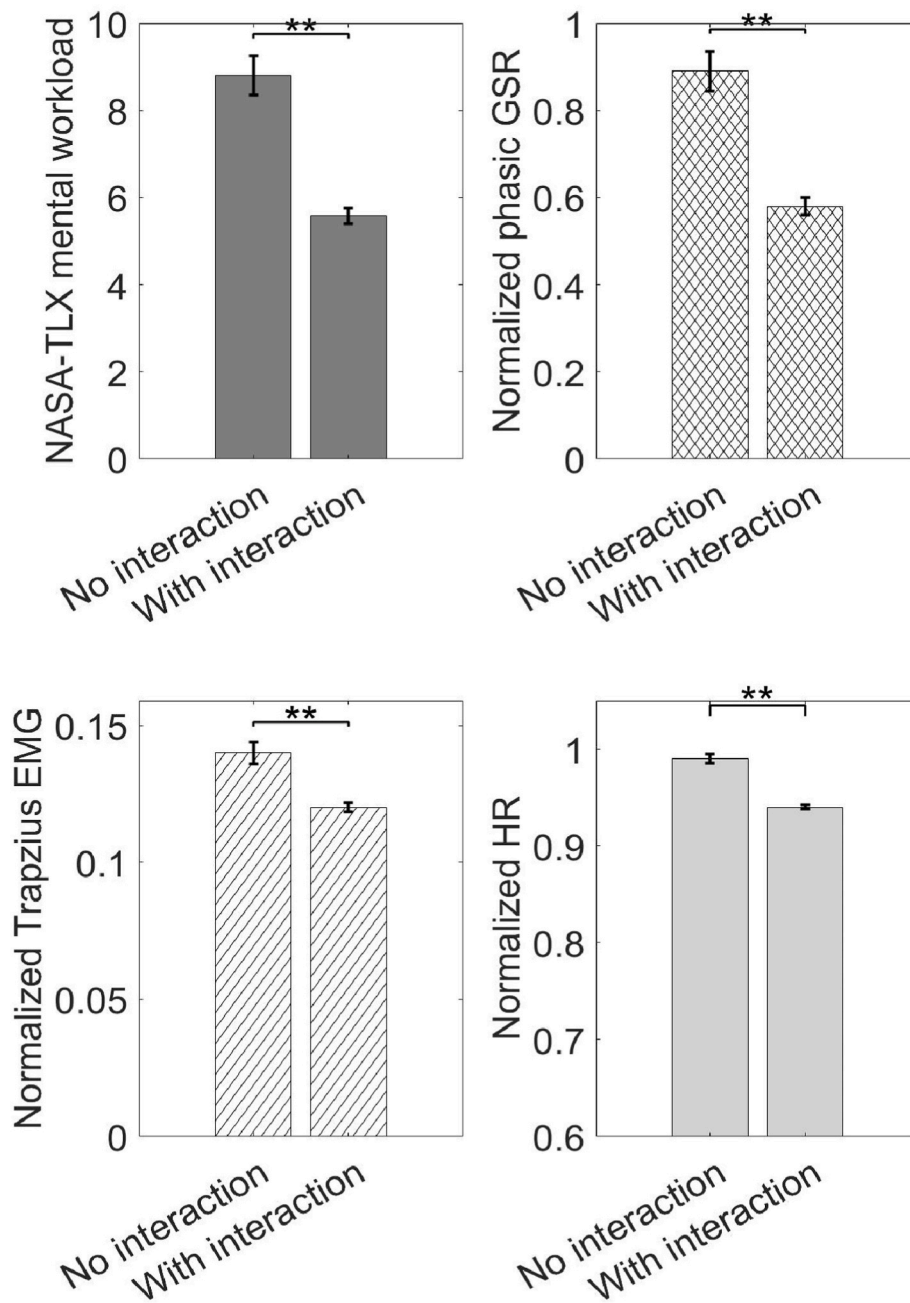 NASA-TLX mental workload
10
8
6
4
2
0
**
No interaction
With interaction
Normalized phasic GSR
1
0.8
0.6
0.4
0.2
0
**
No interaction
With interaction
Normalized Trapzius EMG
0.15
0.1
0.05
0
**
No interaction
With interaction
Normalized HR
1
0.9
0.8
0.7
0.6
**
No interaction
With interaction